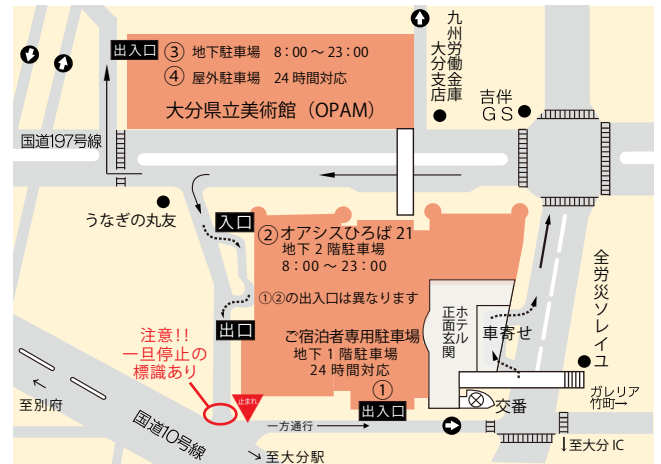 出入口
③ 地下駐車場 8:00～23:00
④ 屋外駐車場 24時間対応
大分県立美術館（OPAM）
九州労働金庫
大分支店
吉伴
GS
国道197号線
うなぎの丸友
入口
②オアシスひろば21
地下2階駐車場
8:00～23:00
①②の出入口は異なります
出口
ご宿泊者専用駐車場
地下1階駐車場
24時間対応
①
出入口
ホテル
正面玄関
車寄せ
全労災ソレイユ
注意!!
一旦停止の
標識あり
止まれ
←
至別府
国道10号線
一方通行
→
至大分駅
交番
ガレリア
竹町→
↓至大分IC